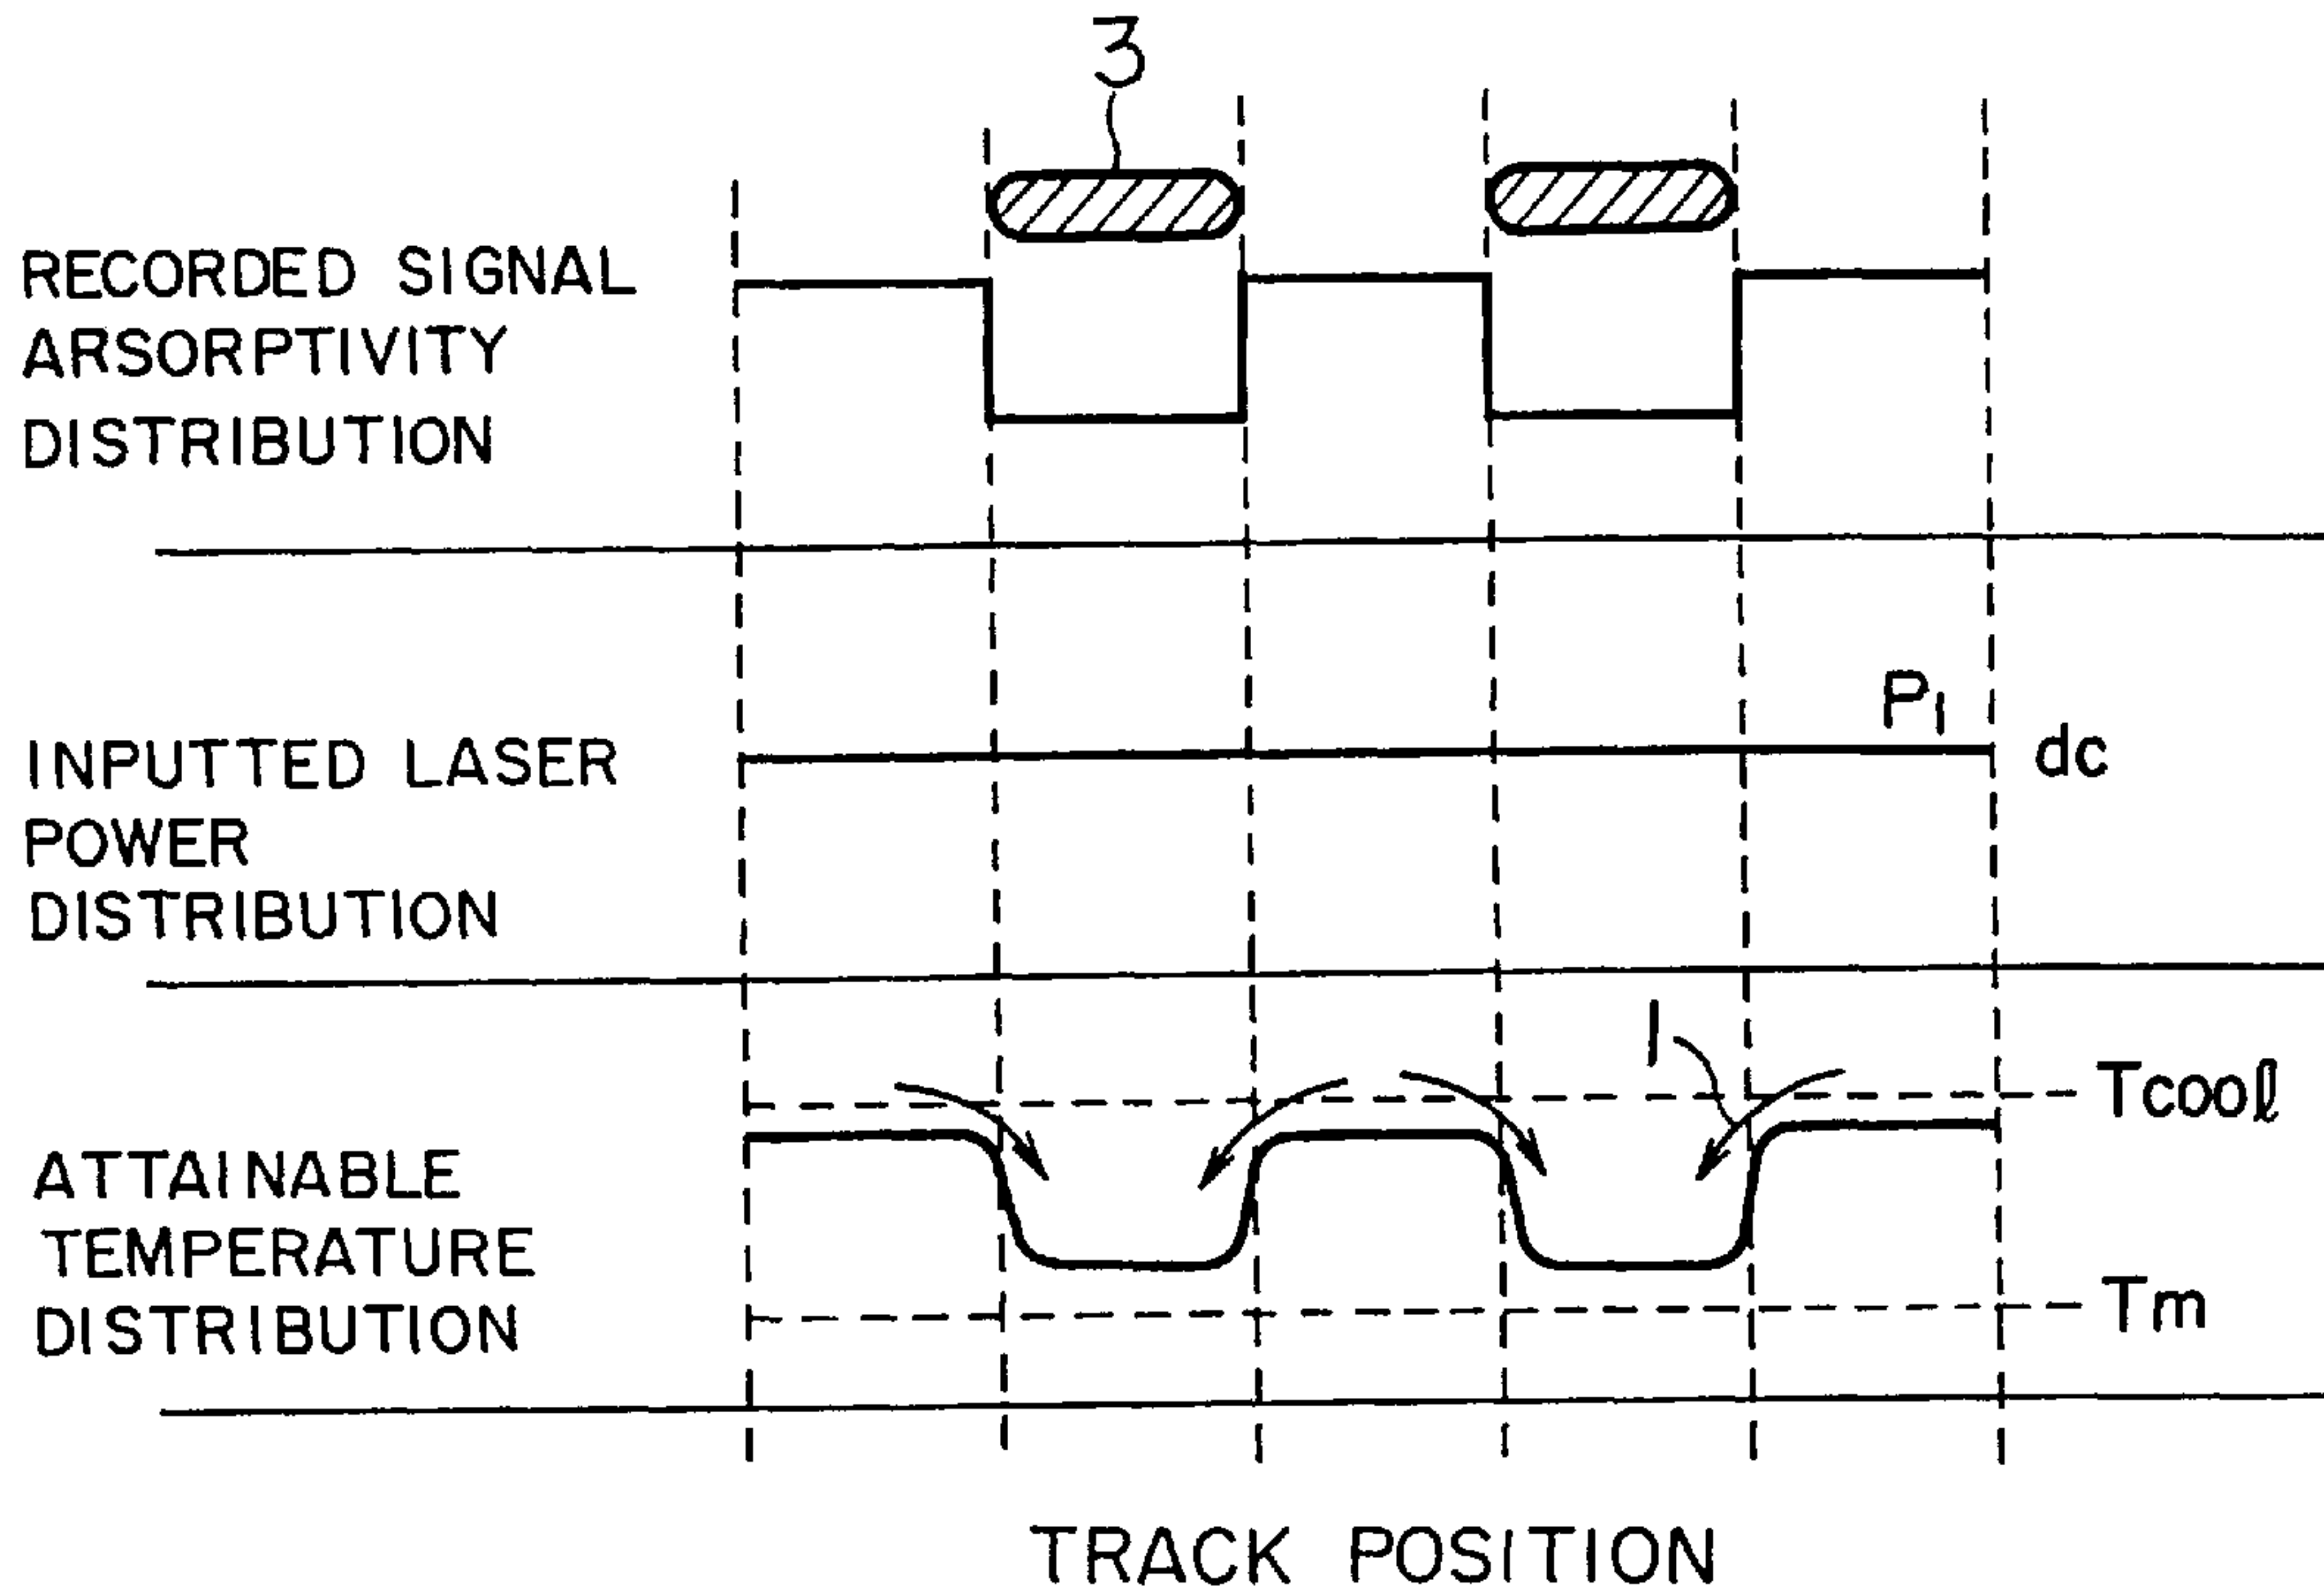 3
RECORDED SIGNAL
ARSORPTIVITY
DISTRIBUTION
P1
dc
INPUTTED LASER
POWER
DISTRIBUTION
1
Tcool
ATTAINABLE
TEMPERATURE
DISTRIBUTION
Tm
TRACK POSITION